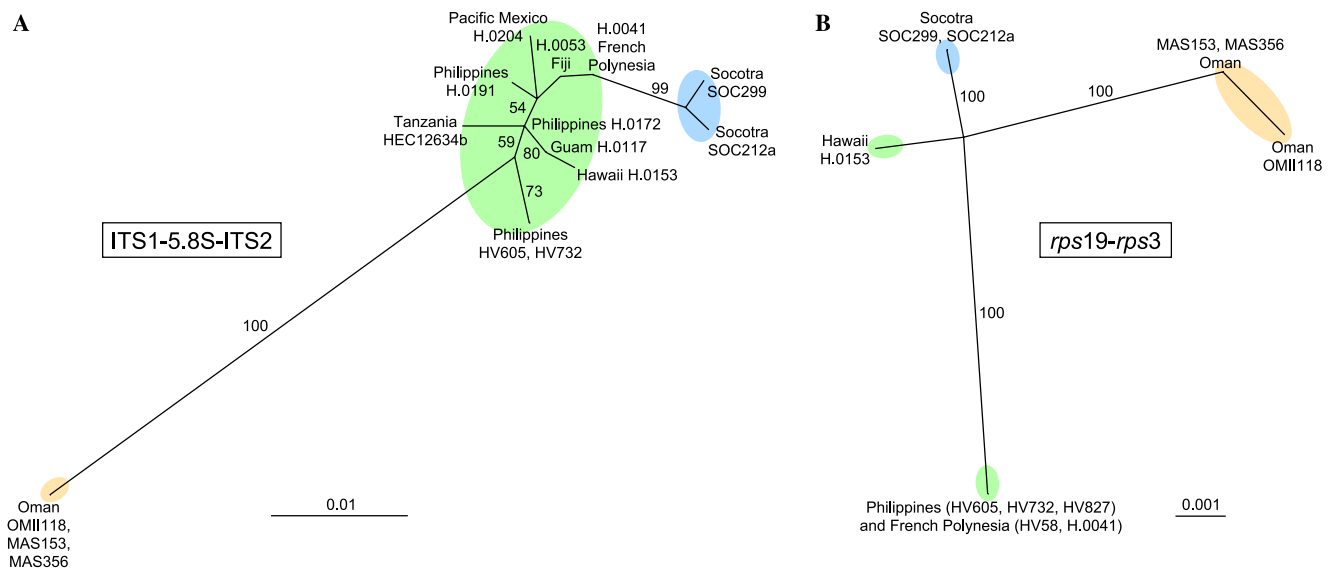 A
Pacific Mexico
H.0204
H.0053
Fiji
H.0041
French
Polynesia
Philippines
H.0191
99
Socotra
SOC299
54
Tanzania
HEC12634b
Philippines H.0172
59
80
Guam H.0117
Socotra
SOC212a
Hawaii H.0153
73
ITS1-5.8S-ITS2
Philippines
HV605, HV732
100
Oman
OMII118,
MAS153,
MAS356
0.01
B
Socotra
SOC299, SOC212a
MAS153, MAS356
Oman
100
100
Hawaii
H.0153
Oman
OMII118
rps19-rps3
100
Philippines (HV605, HV732, HV827)
and French Polynesia (HV58, H.0041)
0.001